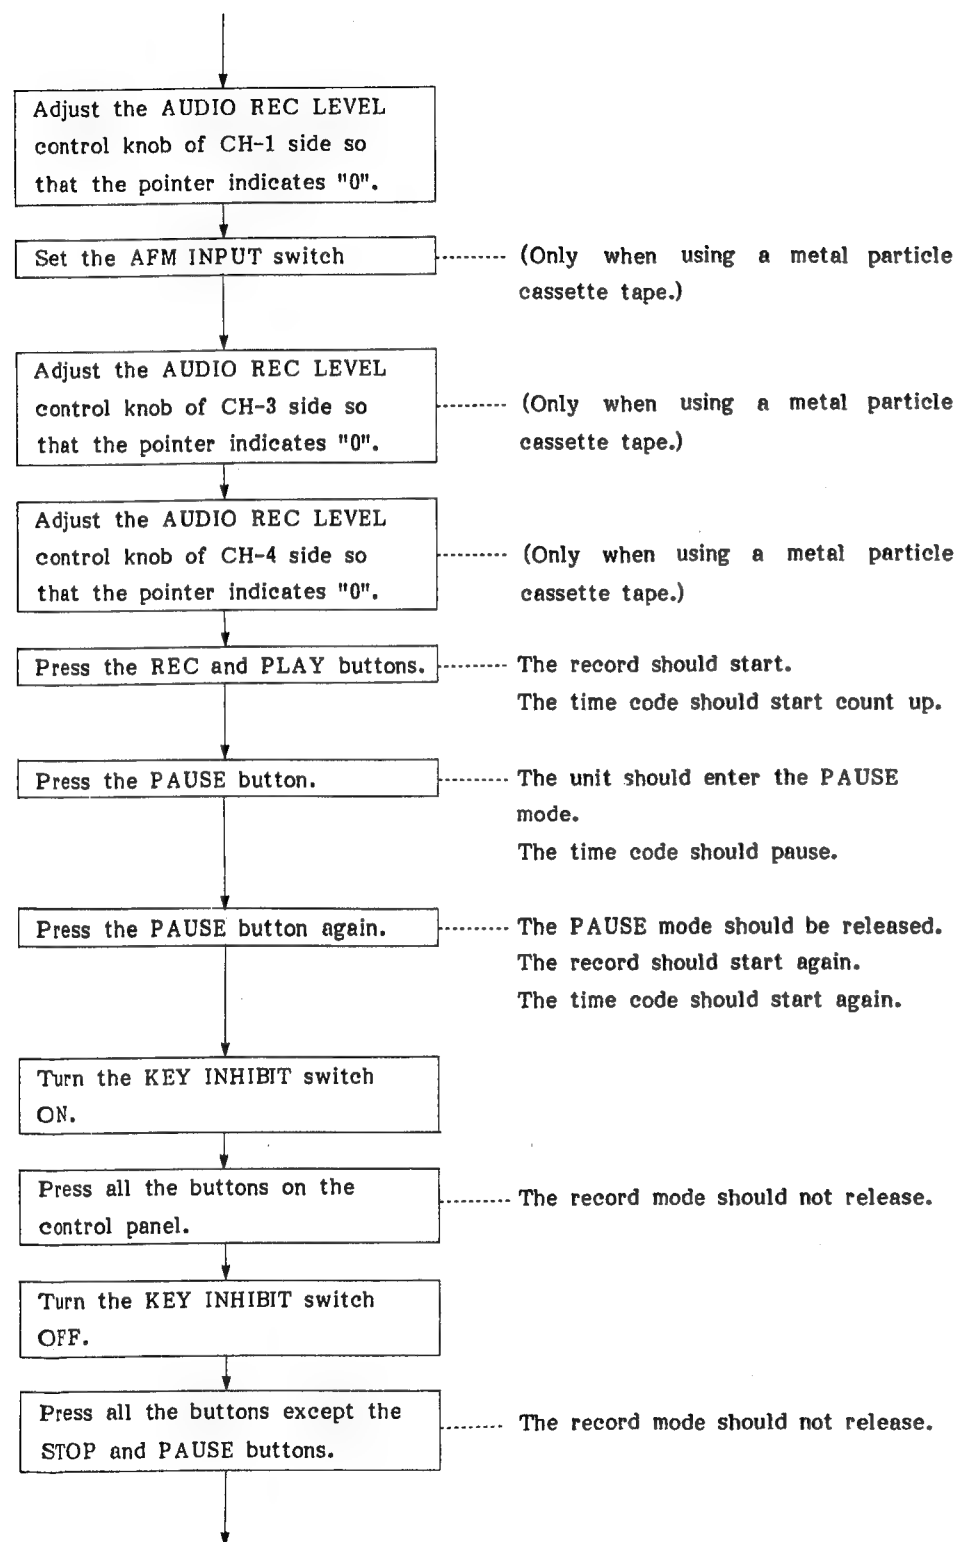 Adjust the AUDIO REC LEVEL
control knob of CH-1 side so
that the pointer indicates "0".
Set the AFM INPUT switch
(Only when using a metal particle
cassette tape.)
Adjust the AUDIO REC LEVEL
control knob of CH-3 side so
that the pointer indicates "0".
(Only when using a metal particle
cassette tape.)
Adjust the AUDIO REC LEVEL
control knob of CH-4 side so
that the pointer indicates "0".
(Only when using a metal particle
cassette tape.)
Press the REC and PLAY buttons.
The record should start.
The time code should start count up.
Press the PAUSE button.
The unit should enter the PAUSE
mode.
The time code should pause.
Press the PAUSE button again.
The PAUSE mode should be released.
The record should start again.
The time code should start again.
Turn the KEY INHIBIT switch
ON.
Press all the buttons on the
control panel.
The record mode should not release.
Turn the KEY INHIBIT switch
OFF.
Press all the buttons except the
STOP and PAUSE buttons.
The record mode should not release.